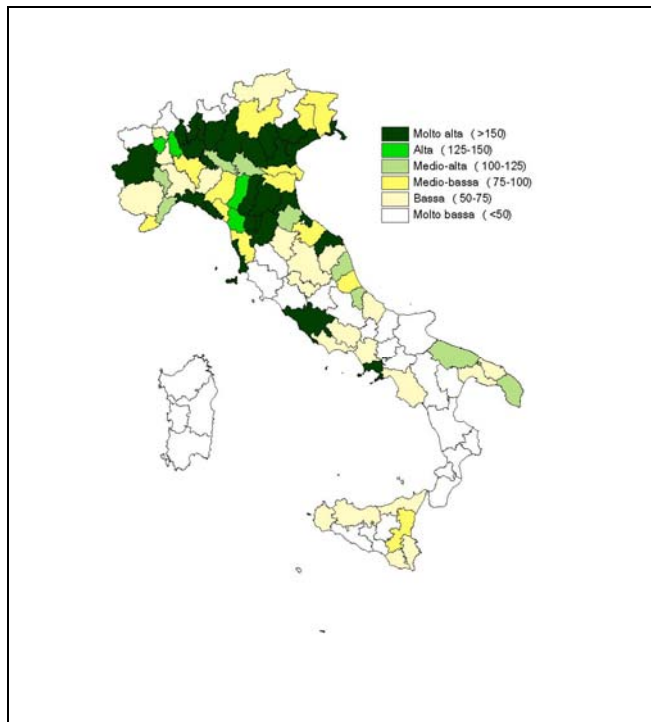 Molto alta (>150)
Alta (125-150)
Medio-alta (100-125)
Medio-bassa (75-100)
Bassa (50-75)
Molto bassa (<50)